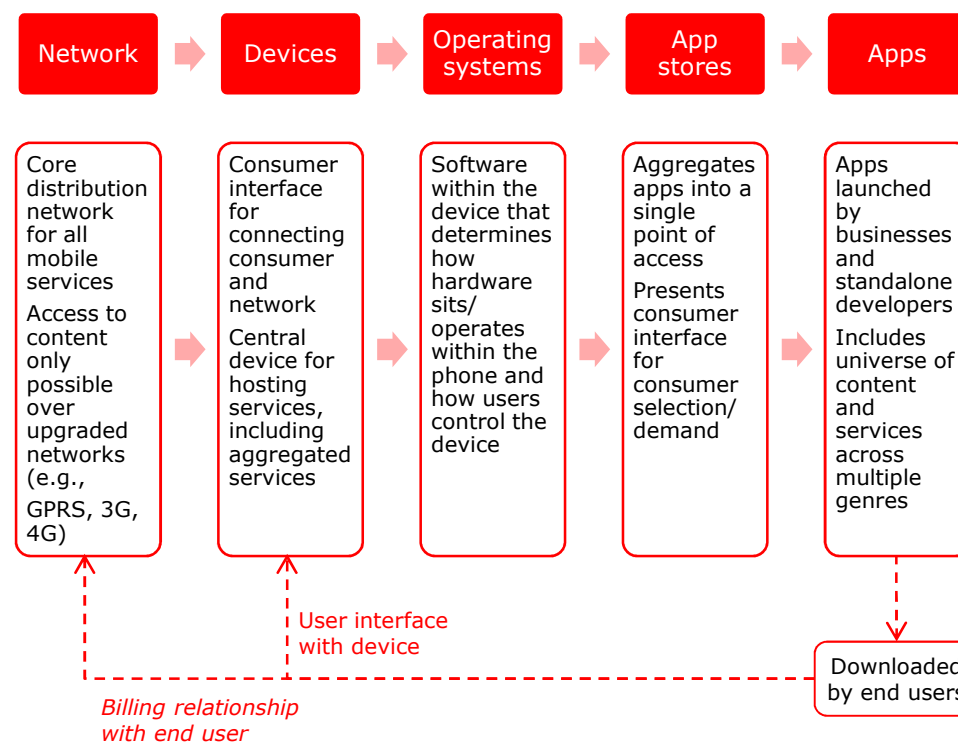 Network
Devices
Operating
systems
App
stores
Apps
Core
distribution
network
for all
mobile
services
Access to
content
only
possible
over
upgraded
networks
(e.g.,
GPRS, 3G,
4G)
Consumer
interface
for
connecting
consumer
and
network
Central
device for
hosting
services,
including
aggregated
services
Software
within the
device that
determines
how
hardware
sits/
operates
within the
phone and
how users
control the
device
Aggregates
apps into a
single
point of
access
Presents
consumer
interface
for
consumer
selection/
demand
Apps
launched
by
businesses
and
standalone
developers
Includes
universe of
content
and
services
across
multiple
genres
User interface
with device
Downloaded
by end users
Billing relationship
with end user